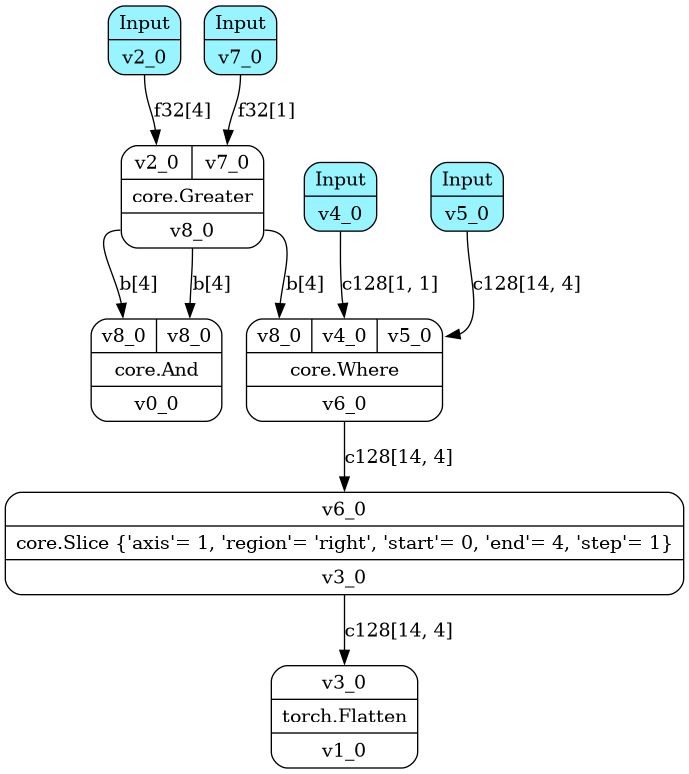 Input
v2_0
Input
v7_0
f32[4]
f32[1]
v2_0
v7_0
core.Greater
v8_0
Input
v4_0
Input
v5_0
b[4]
b[4]
b[4]
c128[1, 1]
c128[14, 4]
v8_0
v8_0
core.And
v0_0
v8_0
v4_0
v5_0
core.Where
v6_0
c128[14, 4]
v6_0
core.Slice {'axis'= 1, 'region'= 'right', 'start'= 0, 'end'= 4, 'step'= 1}
v3_0
c128[14, 4]
v3_0
torch.Flatten
v1_0